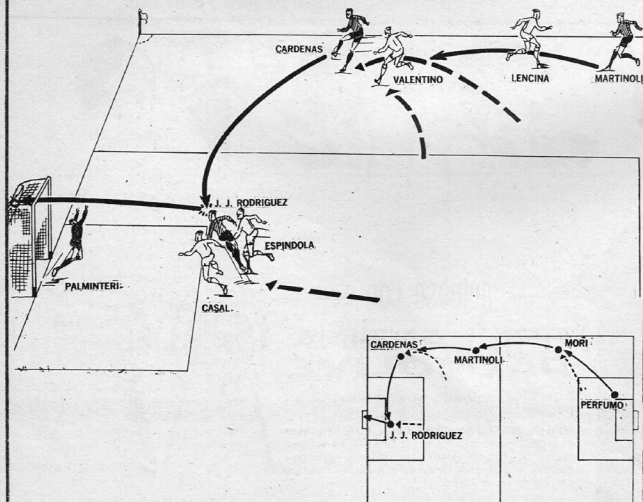 CARDENAS
VALENTINO
LENCINA
MARTINOLI
J. J. RODRIGUEZ
ESPINDOLA
PALMINTERI
CASAL
CARDENAS
MARTINOLI
MORI
PERFUMO
J. J. RODRIGUEZ